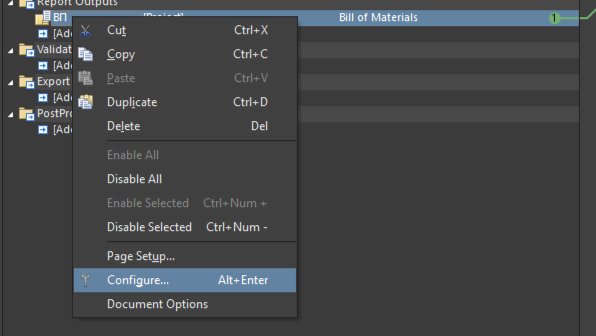 Report Outputs
ВП [Project] Bill of Materials 1
[Add
Validat
[Add
Export
[Add
PostPro
[Add
Cut Ctrl+X
Copy Ctrl+C
Paste Ctrl+V
Duplicate Ctrl+D
Delete Del
Enable All
Disable All
Enable Selected Ctrl+Num +
Disable Selected Ctrl+Num -
Page Setup...
Configure... Alt+Enter
Document Options